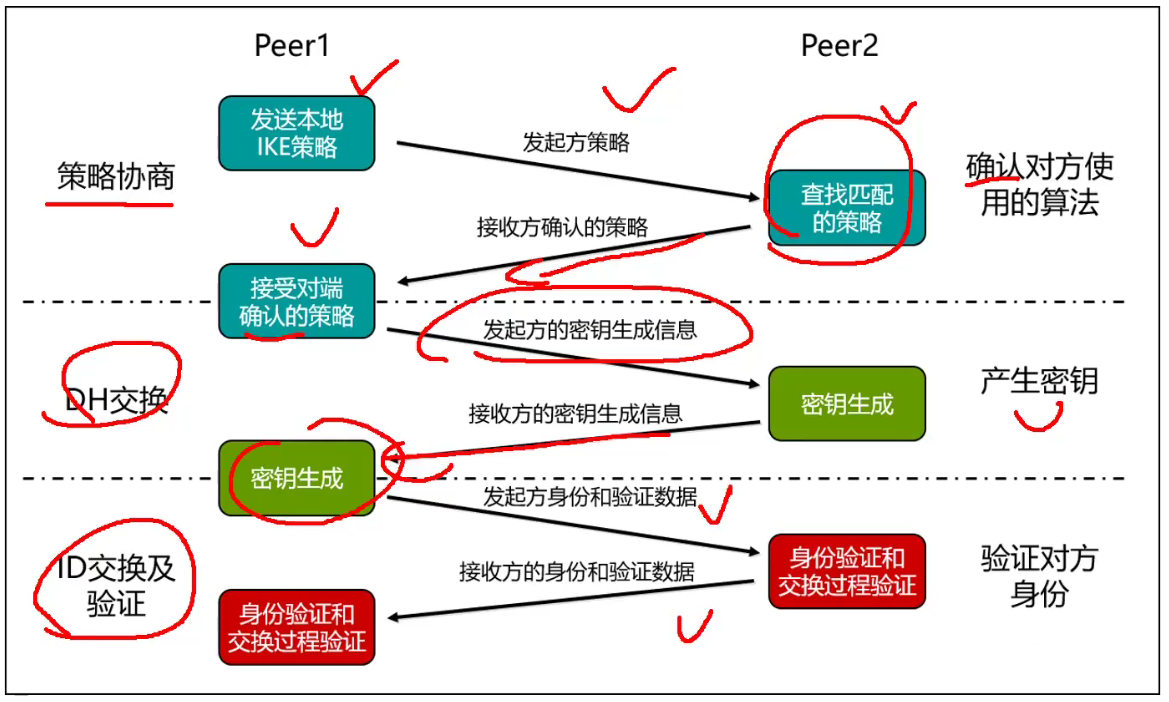 Peer1
Peer2
发送本地
IKE策略
发起方策略
策略协商
查找匹配
的策略
确认对方使
用的算法
接收方确认的策略
接受对端
确认的策略
发起方的密钥生成信息
DH交换
密钥生成
产生密钥
接收方的密钥生成信息
密钥生成
发起方身份和验证数据
ID交换及
验证
身份验证和
交换过程验证
验证对方
身份
接收方的身份和验证数据
身份验证和
交换过程验证